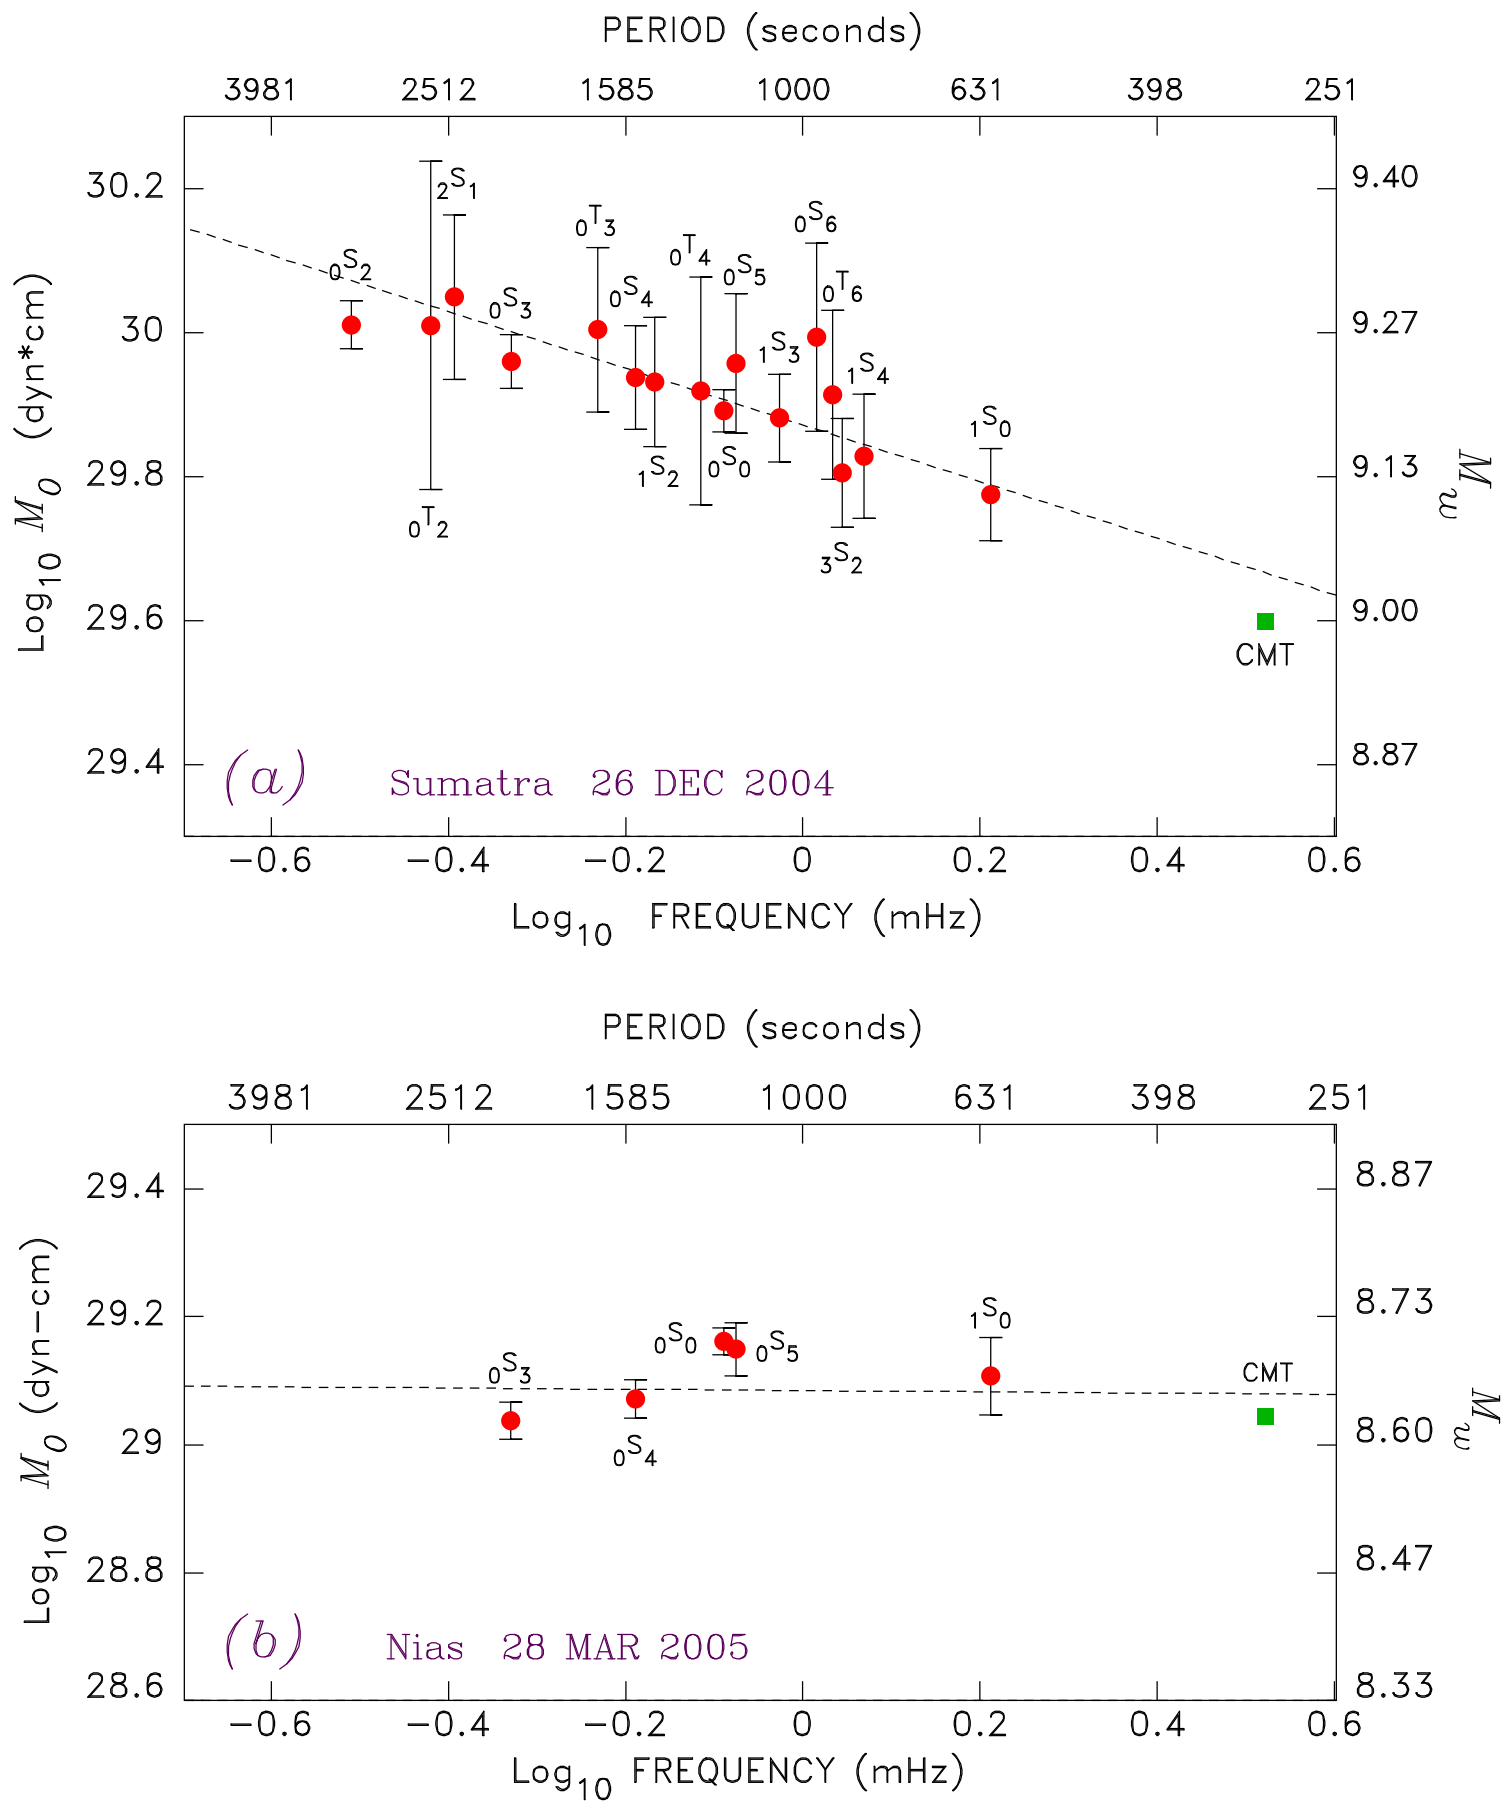 PERIOD (seconds)
3981 2512 1585 1000 631 398 251
30.2 30 29.8 29.6 29.4
Log10 M0 (dyn*cm)
9.40 9.27 9.13 9.00 8.87
Mw
0S2
0T2
2S1
0S3
0T3
0S4
1S2
0T4
0S0
0S5
1S3
0S6
0T6
3S2
1S4
1S0
CMT
(a) Sumatra 26 DEC 2004
−0.6 −0.4 −0.2 0 0.2 0.4 0.6
Log10 FREQUENCY (mHz)
PERIOD (seconds)
3981 2512 1585 1000 631 398 251
29.4 29.2 29 28.8 28.6
Log10 M0 (dyn−cm)
8.87 8.73 8.60 8.47 8.33
Mw
0S3
0S4
0S0
0S5
1S0
CMT
(b) Nias 28 MAR 2005
−0.6 −0.4 −0.2 0 0.2 0.4 0.6
Log10 FREQUENCY (mHz)